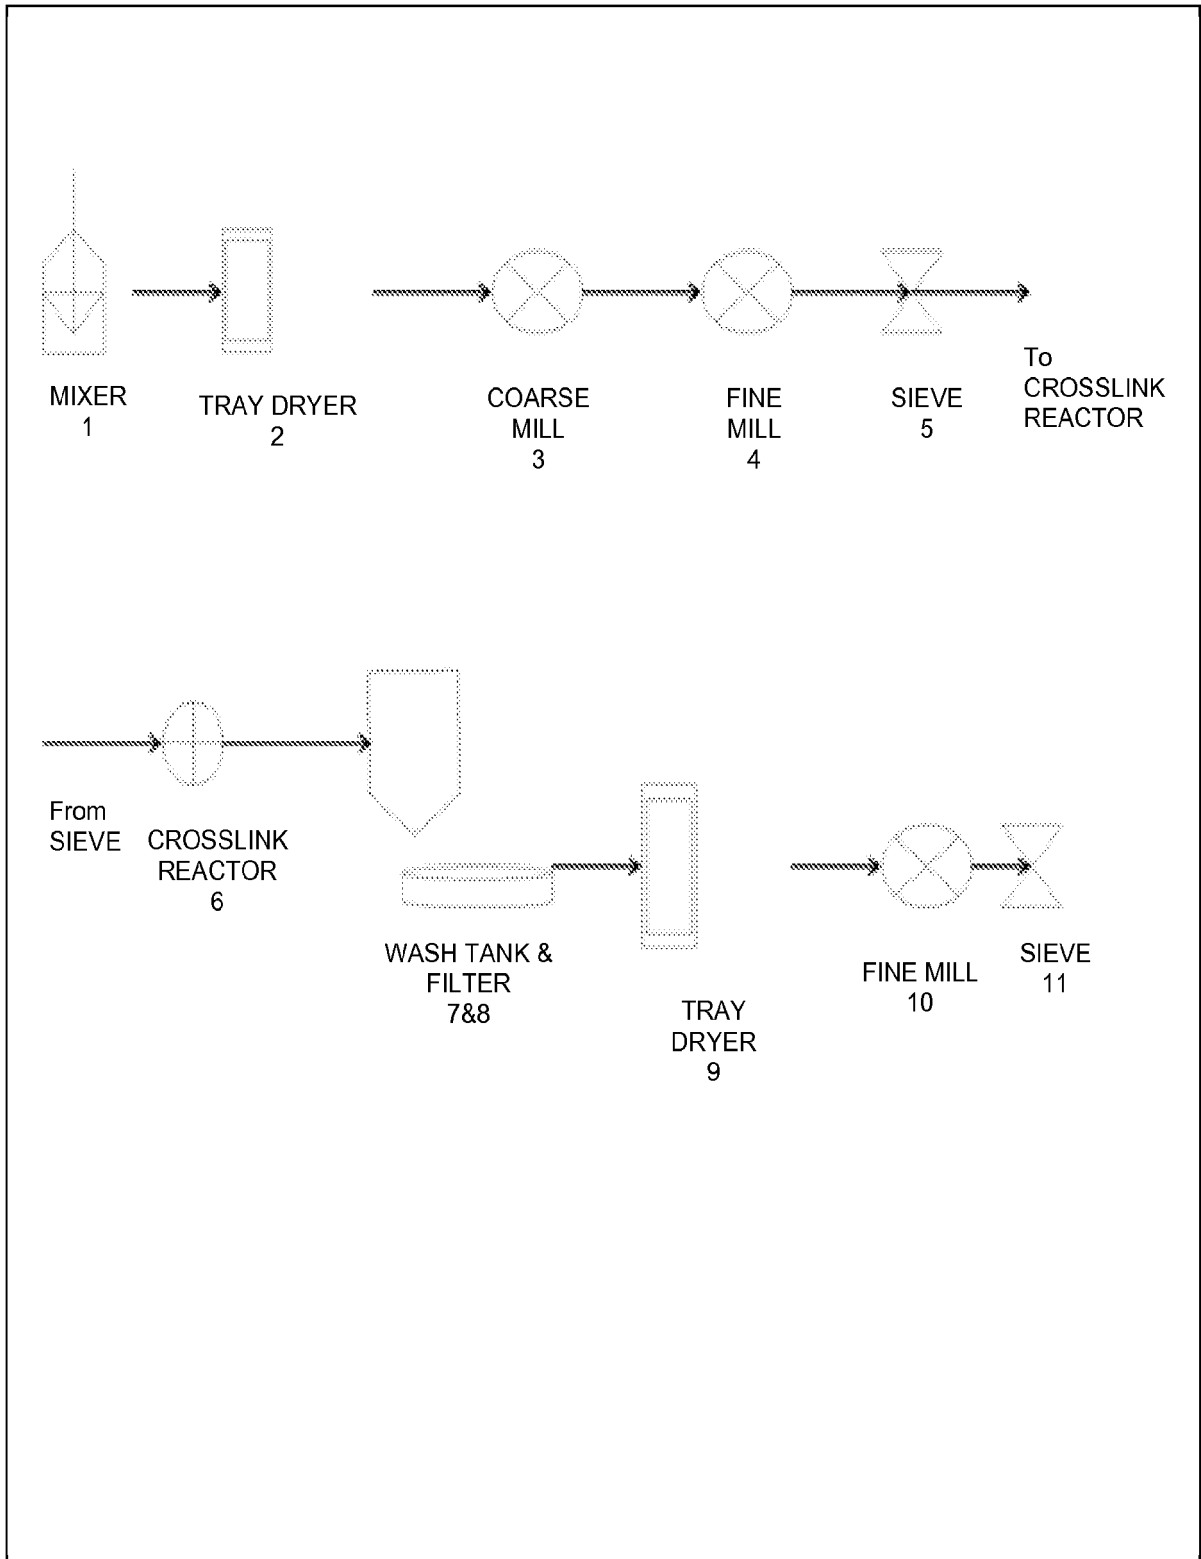 MIXER
1
TRAY DRYER
2
COARSE
MILL
3
FINE
MILL
4
SIEVE
5
To
CROSSLINK
REACTOR
From
SIEVE
CROSSLINK
REACTOR
6
WASH TANK &
FILTER
7&8
TRAY
DRYER
9
FINE MILL
10
SIEVE
11